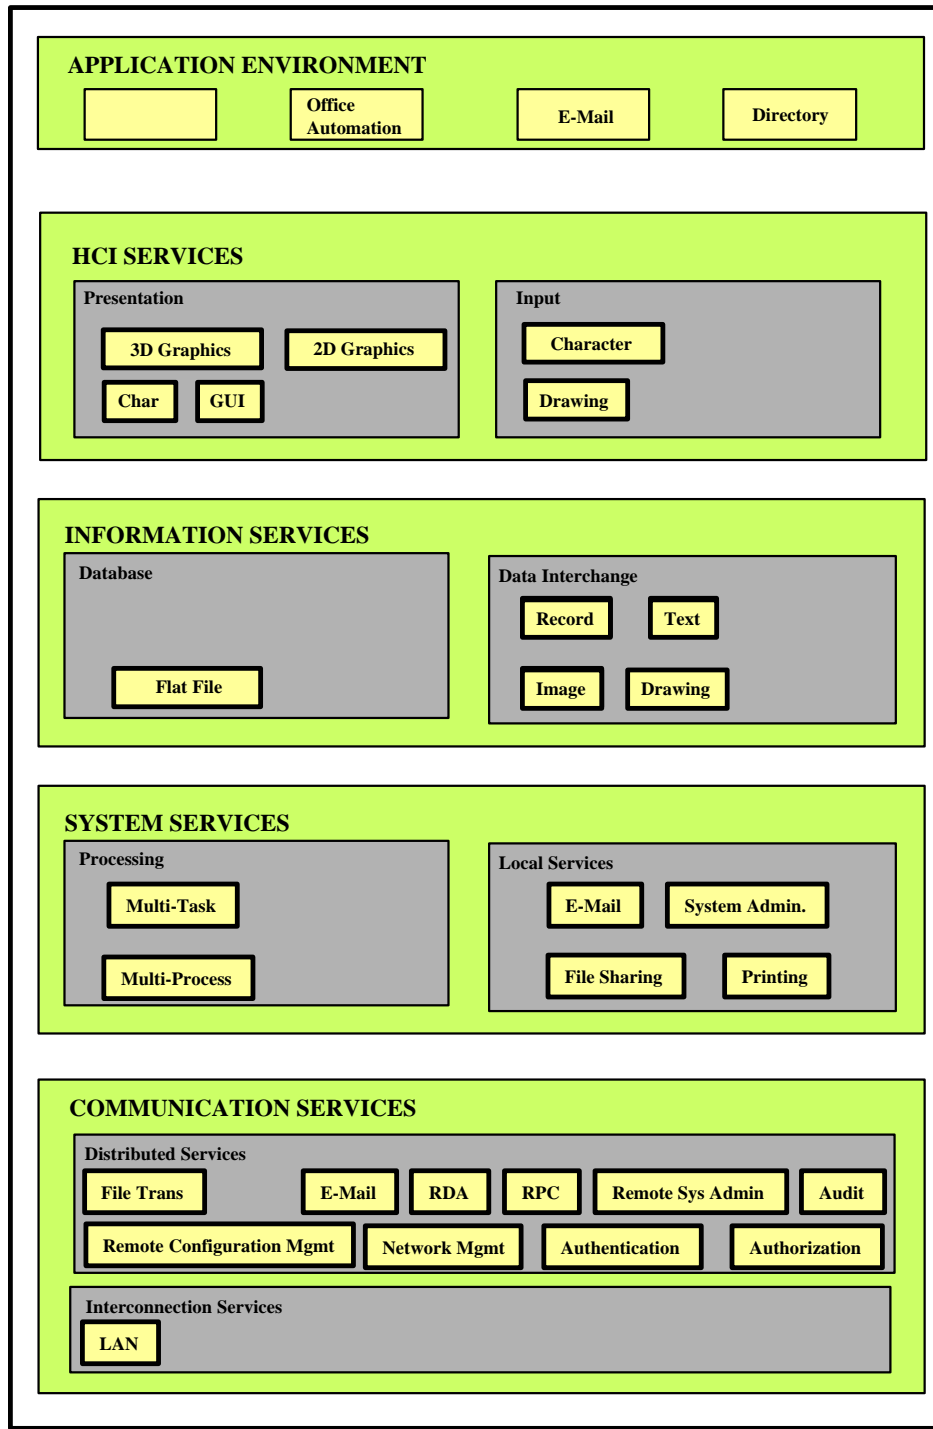 APPLICATION ENVIRONMENT
Office
Automation
E-Mail
Directory
HCI SERVICES
Presentation
3D Graphics
2D Graphics
Char
GUI
Input
Character
Drawing
INFORMATION SERVICES
Database
Flat File
Data Interchange
Record
Text
Image
Drawing
SYSTEM SERVICES
Processing
Multi-Task
Multi-Process
Local Services
E-Mail
System Admin.
File Sharing
Printing
COMMUNICATION SERVICES
Distributed Services
File Trans
E-Mail
RDA
RPC
Remote Sys Admin
Audit
Remote Configuration Mgmt
Network Mgmt
Authentication
Authorization
Interconnection Services
LAN